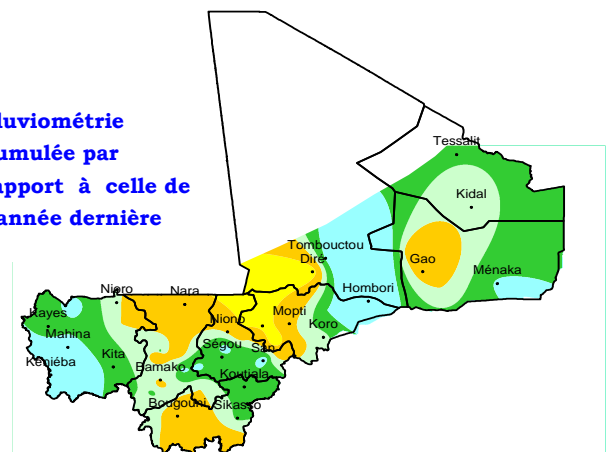 luviométrie
umulée par
apport à celle de
année dernière
Tessalit
Kidal
Tombouctou
Diré
Gao
Ménaka
Hombori
Nioro
Nara
Kayes
Niono
Mopti
Mahina
Koro
Ségou
San
Kéniéba
Kita
Bamako
Koutiala
Bougouni
Sikasso